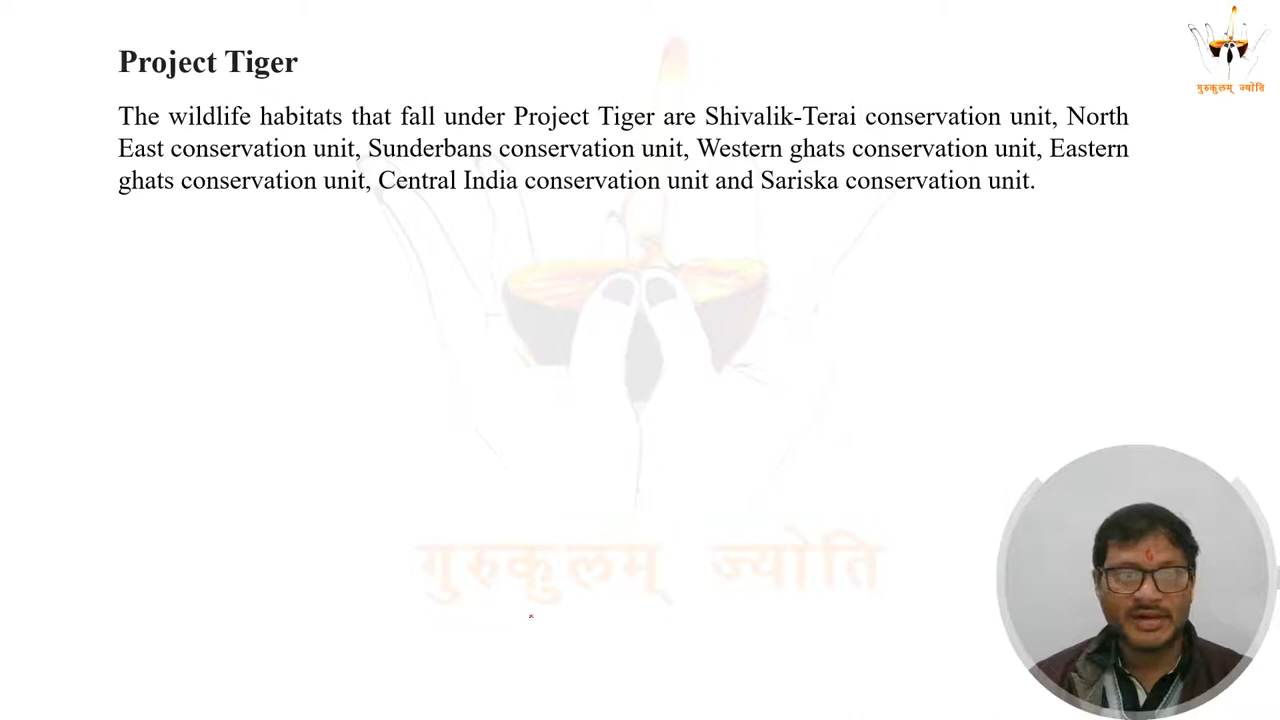 Project Tiger
The wildlife habitats that fall under Project Tiger are Shivalik-Terai conservation unit, North
East conservation unit, Sunderbans conservation unit, Western ghats conservation unit, Eastern
ghats conservation unit, Central India conservation unit and Sariska conservation unit.
गुरुकुलम् ज्योति
गुरुकुलम् ज्योति